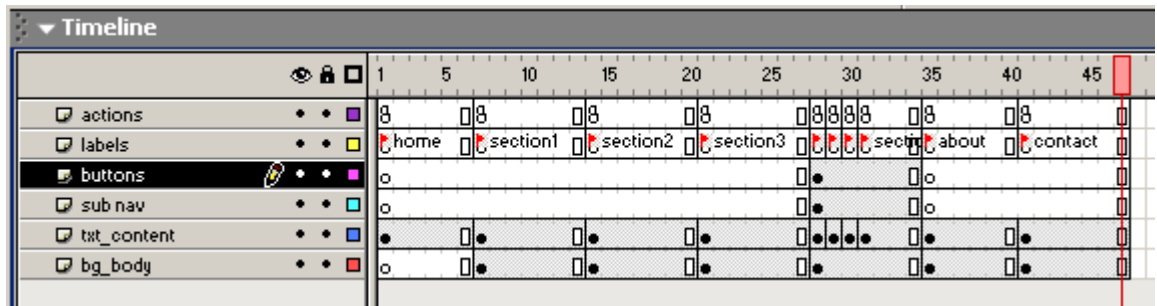 Timeline
1 5 10 15 20 25 30 35 40 45
actions
labels
home section1 section2 section3 about contact
buttons
sub nav
txt_content
bg_body